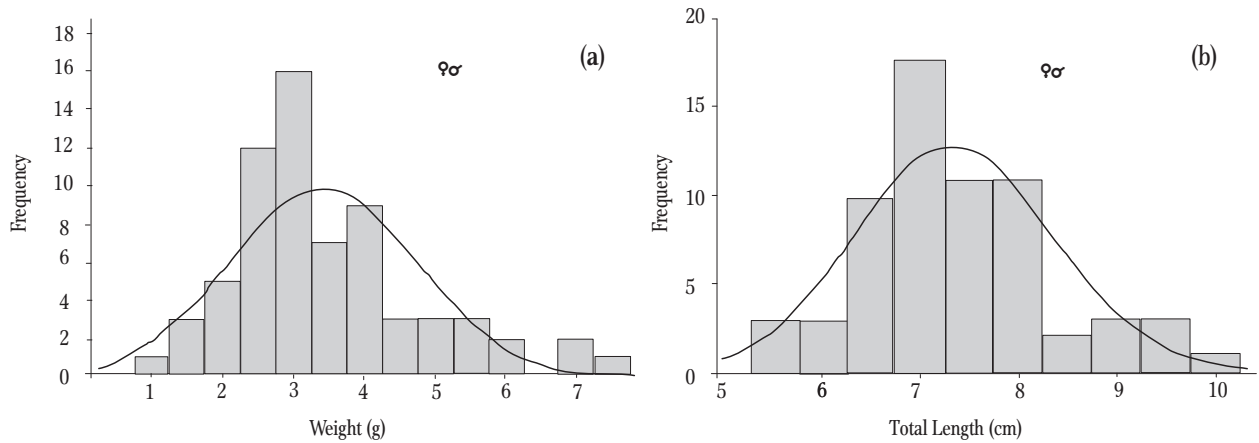 18
16
14
12
10
8
6
4
2
0
Frequency
(a)
♀♂
1 2 3 4 5 6 7
Weight (g)
20
15
10
5
0
Frequency
(b)
♀♂
5 6 7 8 9 10
Total Length (cm)